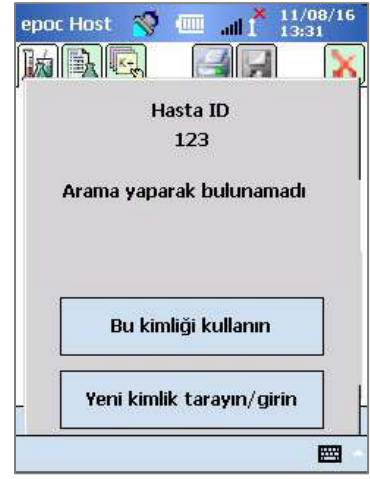 epoc Host 11/08/16
13:31
K+
Hasta ID
123
Arama yaparak bulunamadı
Bu kimliği kullanın
Yeni kimlik tarayın/girin